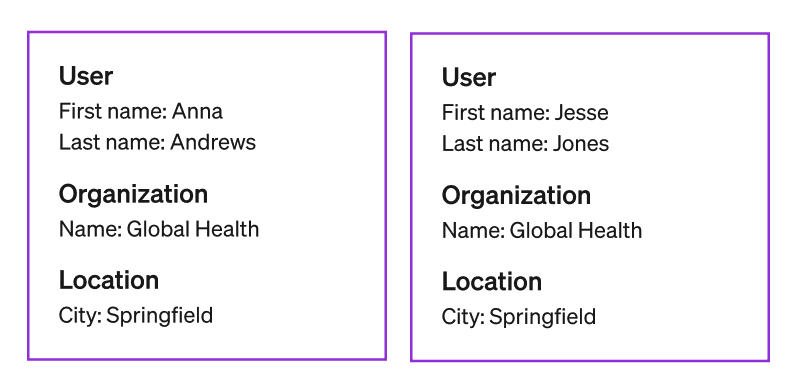 User
First name: Anna
Last name: Andrews
Organization
Name: Global Health
Location
City: Springfield
User
First name: Jesse
Last name: Jones
Organization
Name: Global Health
Location
City: Springfield